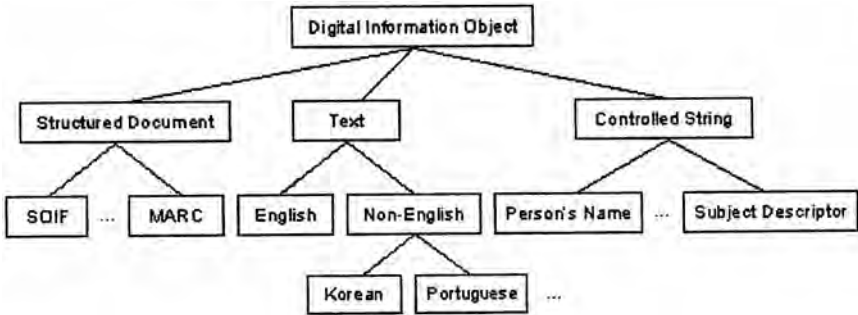 Digital Information Object
Structured Document Text Controlled String
SOIF ... MARC English Non-English Person's Name ... Subject Descriptor
Korean Portuguese ...